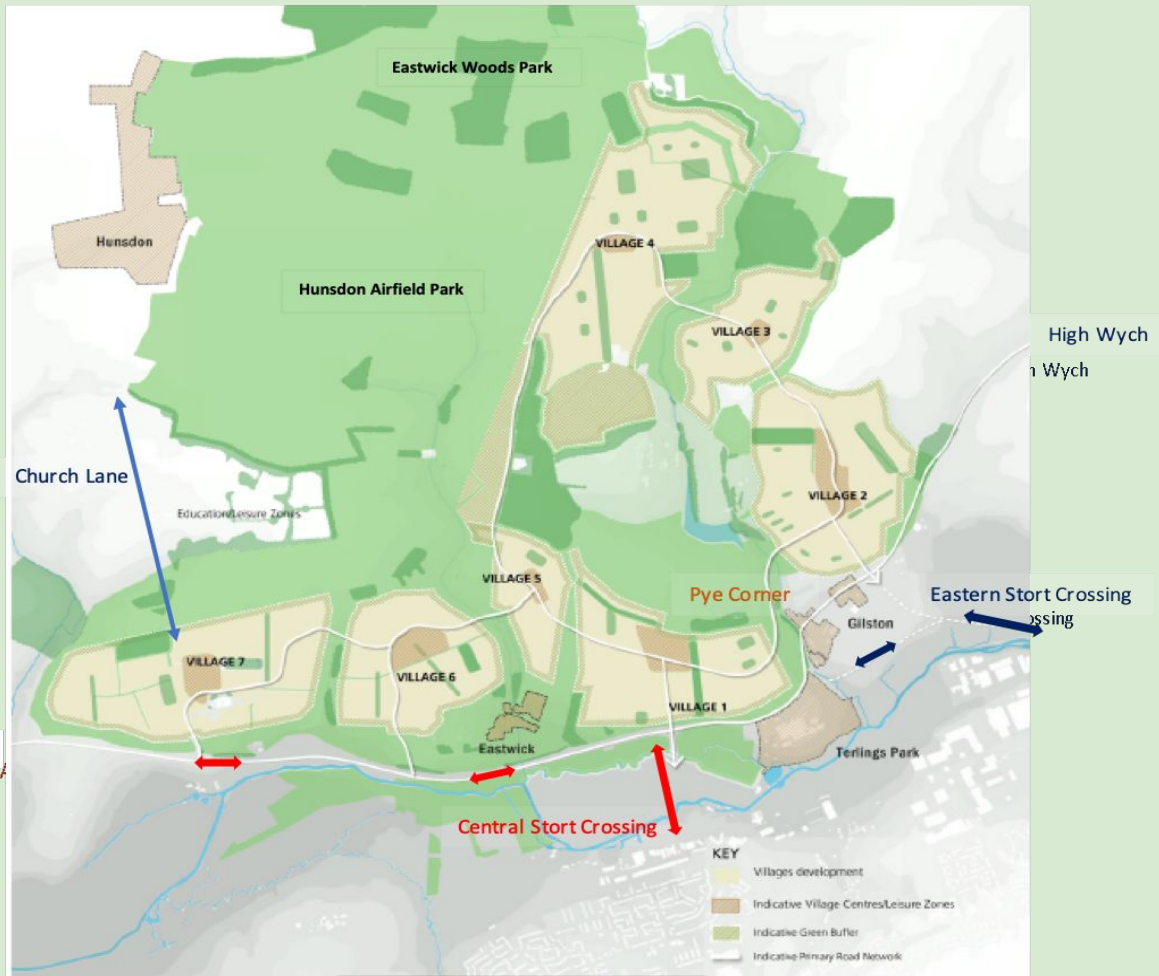 Eastwick Woods Park
Hunsdon
VILLAGE 4
Hunsdon Airfield Park
VILLAGE 3
High Wych
h Wych
Church Lane
VILLAGE 2
Education/Leisure Zones
VILLAGE 5
Pye Corner
Eastern Stort Crossing
ossing
Gilston
VILLAGE 7
VILLAGE 6
VILLAGE 1
Eastwick
Terlings Park
A
Central Stort Crossing
KEY
Villages development
Indicative Village Centres/Leisure Zones
Indicative Green Buffer
Indicative Primary Road Network